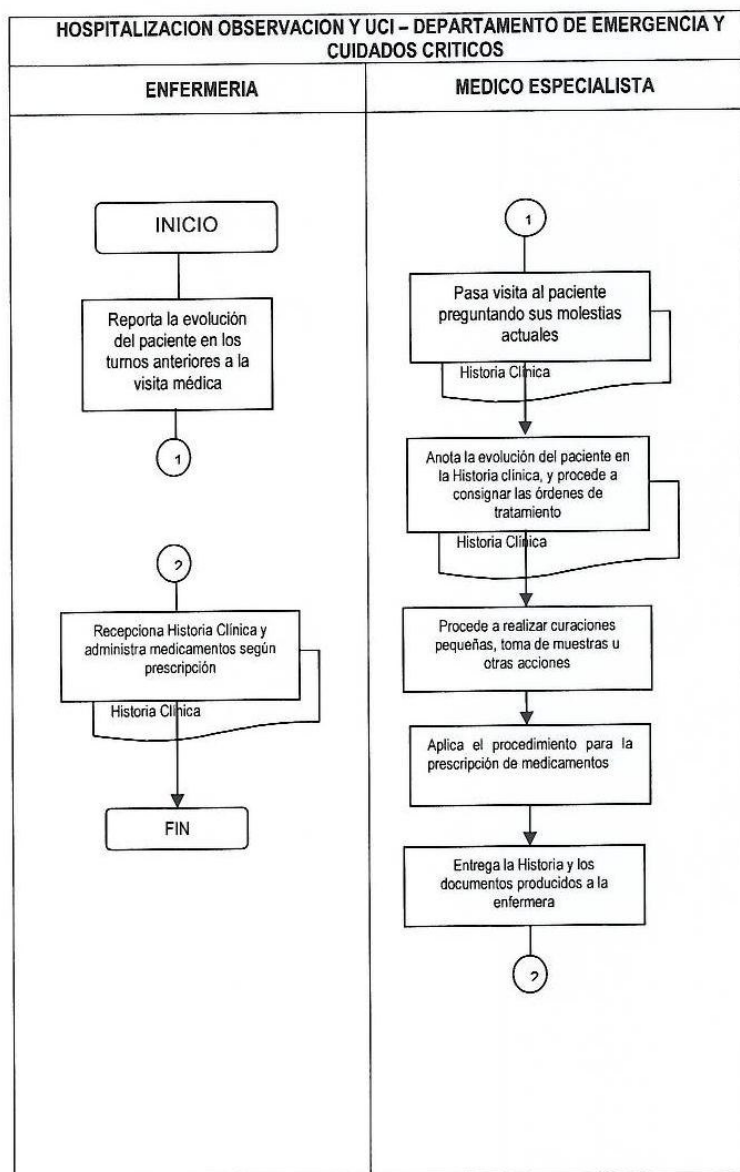 HOSPITALIZACION OBSERVACION Y UCI – DEPARTAMENTO DE EMERGENCIA Y
CUIDADOS CRITICOS
ENFERMERIA
MEDICO ESPECIALISTA
INICIO
Reporta la evolución
del paciente en los
turnos anteriores a la
visita médica
1
2
Recepciona Historia Clínica y
administra medicamentos según
prescripción
Historia Clínica
FIN
1
Pasa visita al paciente
preguntando sus molestias
actuales
Historia Clínica
Anota la evolución del paciente en
la Historia clínica, y procede a
consignar las órdenes de
tratamiento
Historia Clínica
Procede a realizar curaciones
pequeñas, toma de muestras u
otras acciones
Aplica el procedimiento para la
prescripción de medicamentos
Entrega la Historia y los
documentos producidos a la
enfermera
2